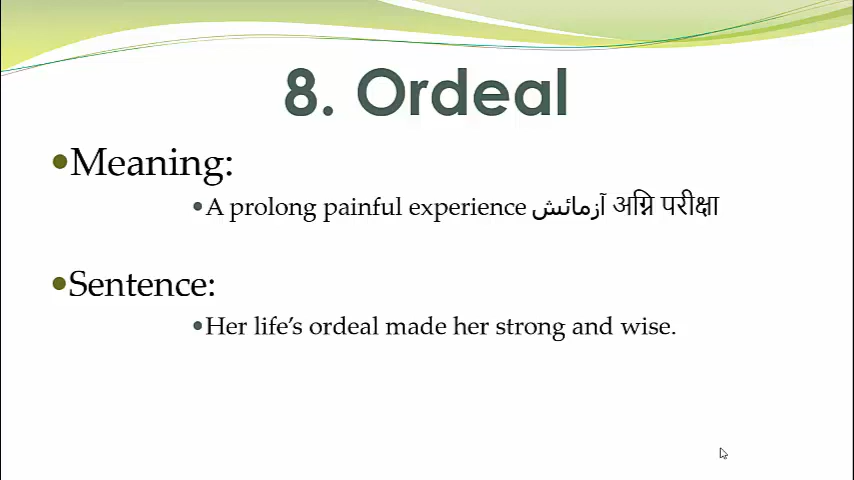 8. Ordeal
•Meaning:
•A prolong painful experience آزمائش अग्नि परीक्षा
•Sentence:
•Her life’s ordeal made her strong and wise.